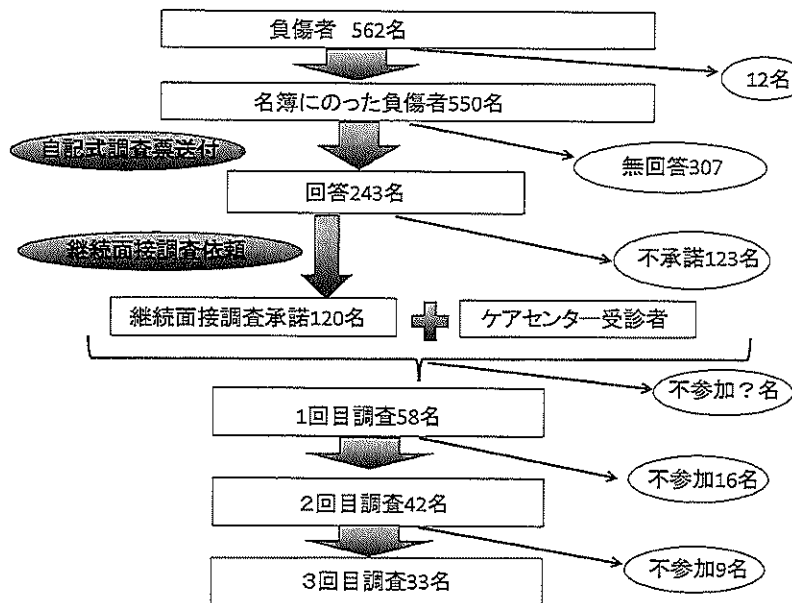 負傷者 562名
12名
名簿にのった負傷者550名
自記式調査票送付
無回答307
回答243名
継続面接調査依頼
不承諾123名
継続面接調査承諾120名
ケアセンター受診者
不参加？名
1回目調査58名
不参加16名
２回目調査42名
不参加9名
３回目調査33名